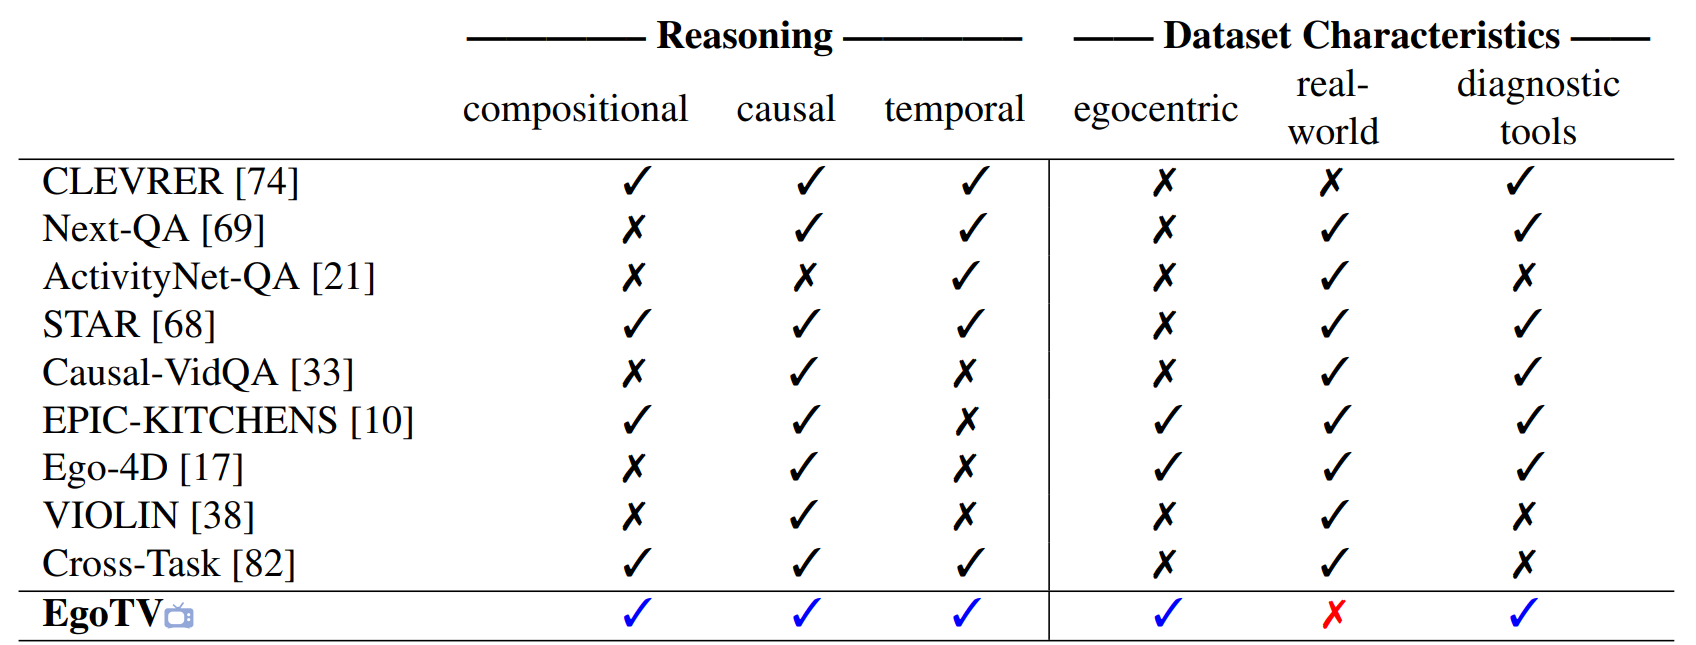 ——— Reasoning ——— —— Dataset Characteristics ——
compositional causal temporal egocentric real-world diagnostic tools
CLEVRER [74] ✓ ✓ ✓ ✗ ✗ ✓
Next-QA [69] ✗ ✓ ✓ ✗ ✓ ✓
ActivityNet-QA [21] ✗ ✗ ✓ ✗ ✓ ✗
STAR [68] ✓ ✓ ✓ ✗ ✓ ✓
Causal-VidQA [33] ✗ ✓ ✗ ✗ ✓ ✓
EPIC-KITCHENS [10] ✓ ✓ ✗ ✓ ✓ ✓
Ego-4D [17] ✗ ✓ ✗ ✓ ✓ ✓
VIOLIN [38] ✗ ✓ ✗ ✗ ✓ ✗
Cross-Task [82] ✓ ✓ ✓ ✗ ✓ ✗
EgoTV ✓ ✓ ✓ ✓ ✗ ✓